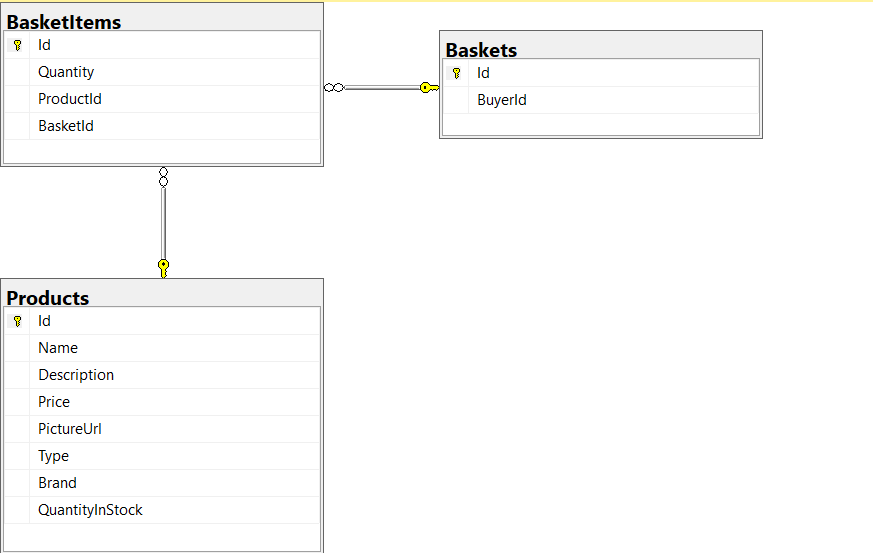 BasketItems
Id
Quantity
ProductId
BasketId
Baskets
Id
BuyerId
Products
Id
Name
Description
Price
PictureUrl
Type
Brand
QuantityInStock